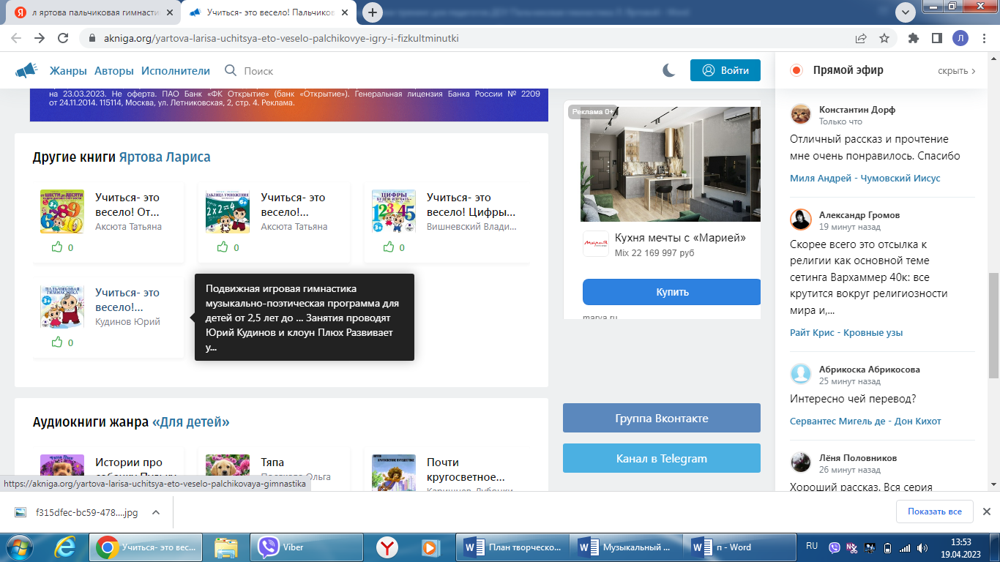 л яртова пальчиковая гимнасти
Учиться- это весело! Пальчиков
akniga.org/yartova-larisa-uchitsya-eto-veselo-palchikovye-igry-i-fizkultminutki
Л
Жанры Авторы Исполнители Поиск
Войти
на 23.03.2023. Не оферта. ПАО Банк «ФК Открытие» (банк «Открытие»). Генеральная лицензия Банка России № 2209
от 24.11.2014. 115114, Москва, ул. Летниковская, 2, стр. 4. Реклама.
Другие книги Яртова Лариса
Учиться- это
весело! От...
Аксюта Татьяна
0
Учиться- это
весело!...
Аксюта Татьяна
0
Учиться- это
весело! Цифры...
Вишневский Влади...
0
Учиться- это
весело!...
Кудинов Юрий
0
Подвижная игровая гимнастика
музыкально-поэтическая программа для
детей от 2,5 лет до ... Занятия проводят
Юрий Кудинов и клоун Плюх Развивает
у...
Аудиокниги жанра «Для детей»
Истории про
Тяпа
Почти
кругосветное...
Реклама 0+
Мария
Кухня мечты с «Марией»
Mix 22 169 997 руб
Купить
marya.ru
Группа Вконтакте
Канал в Telegram
Прямой эфир
скрыть
Константин Дорф
Только что
Отличный рассказ и прочтение
мне очень понравилось. Спасибо
Миля Андрей - Чумовский Иисус
Александр Громов
19 минут назад
Скорее всего это отсылка к
религии как основной теме
сетинга Вархаммер 40к: все
крутится вокруг религиозности
мира и,...
Райт Крис - Кровные узы
Абрикоска Абрикосова
25 минут назад
Интересно чей перевод?
Сервантес Мигель де - Дон Кихот
Лёня Половников
26 минут назад
Хороший рассказ. Вся серия
https://akniga.org/yartova-larisa-uchitsya-eto-veselo-palchikovaya-gimnastika
f315dfec-bc59-478....jpg
Показать все
Учиться- это вес...
Viber
План творческо...
Музыкальный ...
п - Word
RU
13:53
19.04.2023